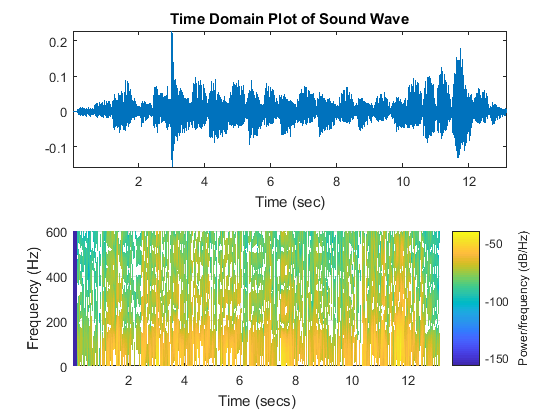 Time Domain Plot of Sound Wave
0.2
0.1
0
-0.1
2 4 6 8 10 12
Time (sec)
600
400
200
0
Frequency (Hz)
2 4 6 8 10 12
Time (secs)
-50
-100
-150
Power/frequency (dB/Hz)